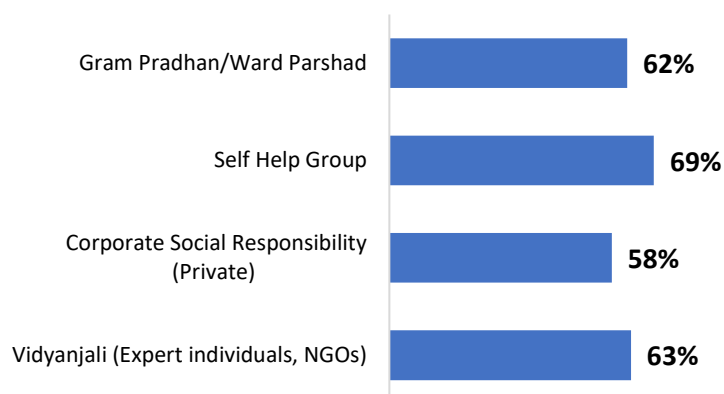 Gram Pradhan/Ward Parshad
62%
Self Help Group
69%
Corporate Social Responsibility
(Private)
58%
Vidyanjali (Expert individuals, NGOs)
63%